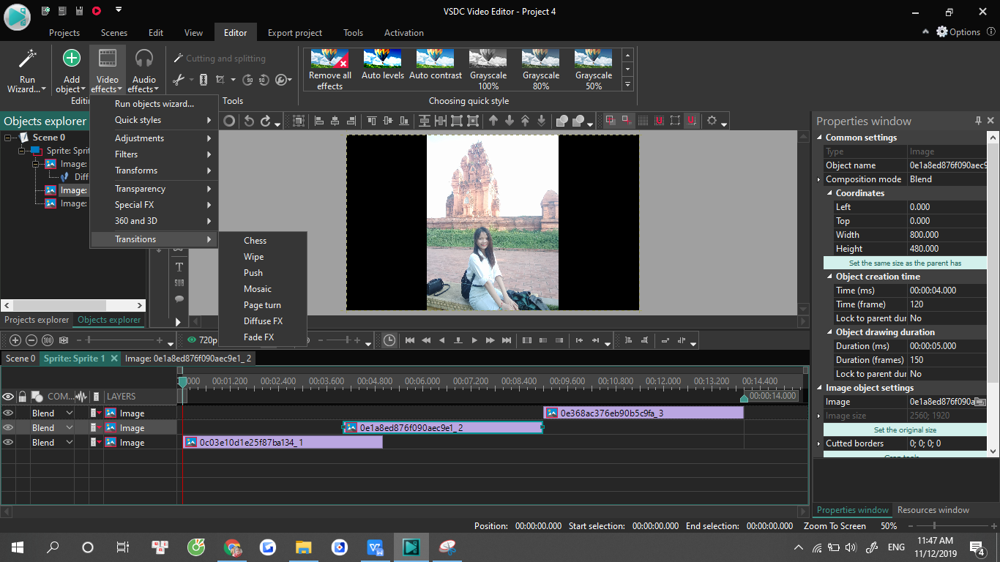 VSDC Video Editor - Project 4
Projects Scenes Edit View Editor Export project Tools Activation Options
Run Wizard...
Add object
Video effects
Audio effects
Cutting and splitting
Remove all effects
Auto levels
Auto contrast
Grayscale 100%
Grayscale 80%
Grayscale 50%
Editi
Tools
Choosing quick style
Run objects wizard...
Quick styles
Adjustments
Filters
Transforms
Transparency
Special FX
360 and 3D
Transitions
Chess
Wipe
Push
Mosaic
Page turn
Diffuse FX
Fade FX
Objects explorer
Scene 0
Sprite: Sprit
Image:
Diff
Image:
Image:
Projects explorer Objects explorer
T
720p
Properties window
Common settings
Type Image
Object name 0e1a8ed876f090aec9
Composition mode Blend
Coordinates
Left 0.000
Top 0.000
Width 800.000
Height 480.000
Set the same size as the parent has
Object creation time
Time (ms) 00:00:04.000
Time (frame) 120
Lock to parent dur No
Object drawing duration
Duration (ms) 00:00:05.000
Duration (frames) 150
Lock to parent dur No
Image object settings
Image 0e1a8ed876f090a
Image size 2560; 1920
Set the original size
Cutted borders 0; 0; 0; 0
Crop tools
Properties window Resources window
Scene 0 Sprite: Sprite 1 Image: 0e1a8ed876f090aec9e1_ 2
000 00:01.200 00:02.400 00:03.600 00:04.800 00:06.000 00:07.200 00:08.400 00:09.600 00:10.800 00:12.000 00:13.200 00:14.400
00:00:14.000
COM... LAYERS
Blend Image 0e368ac376eb90b5c9fa_3
Blend Image 0e1a8ed876f090aec9e1_2
Blend Image 0c03e10d1e25f87ba134_1
Position: 00:00:00.000 Start selection: 00:00:00.000 End selection: 00:00:00.000 Zoom To Screen 50%
ENG
11:47 AM
11/12/2019
4